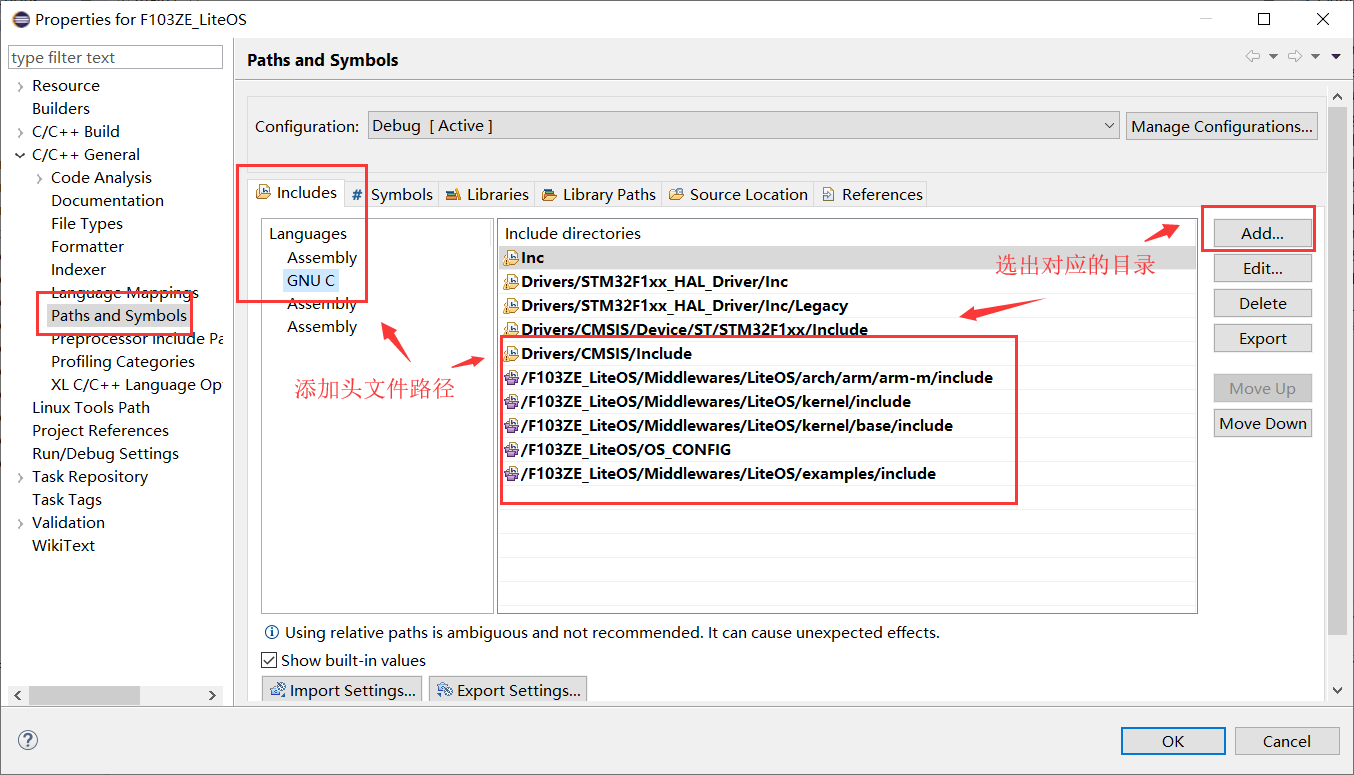 Properties for F103ZE_LiteOS
type filter text
Paths and Symbols
Resource
Builders
C/C++ Build
C/C++ General
Code Analysis
Documentation
File Types
Formatter
Indexer
Language Mappings
Paths and Symbols
Preprocessor Include Pa
Profiling Categories
XL C/C++ Language Op
Linux Tools Path
Project References
Run/Debug Settings
Task Repository
Task Tags
Validation
WikiText
Configuration:
Debug [ Active ]
Manage Configurations...
Includes
# Symbols
Libraries
Library Paths
Source Location
References
Languages
Assembly
GNU C
Assembly
Assembly
添加头文件路径
Include directories
Inc
Drivers/STM32F1xx_HAL_Driver/Inc
Drivers/STM32F1xx_HAL_Driver/Inc/Legacy
Drivers/CMSIS/Device/ST/STM32F1xx/Include
Drivers/CMSIS/Include
/F103ZE_LiteOS/Middlewares/LiteOS/arch/arm/arm-m/include
/F103ZE_LiteOS/Middlewares/LiteOS/kernel/include
/F103ZE_LiteOS/Middlewares/LiteOS/kernel/base/include
/F103ZE_LiteOS/OS_CONFIG
/F103ZE_LiteOS/Middlewares/LiteOS/examples/include
选出对应的目录
Add...
Edit...
Delete
Export
Move Up
Move Down
Using relative paths is ambiguous and not recommended. It can cause unexpected effects.
Show built-in values
Import Settings...
Export Settings...
OK
Cancel